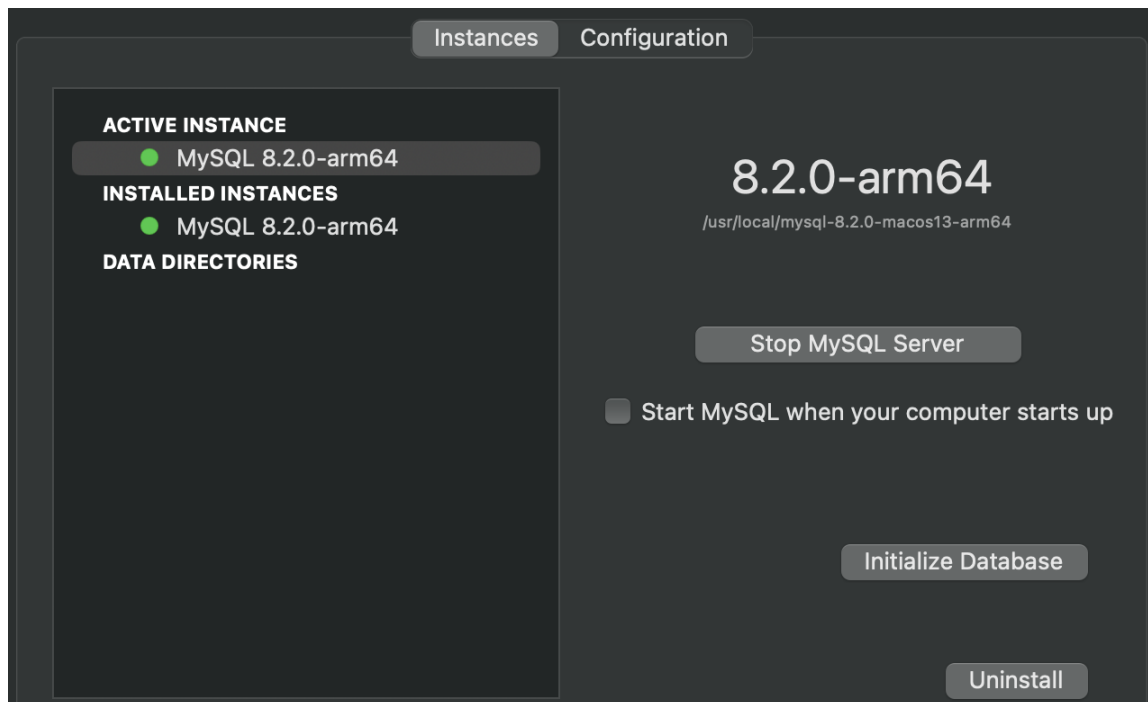 Instances Configuration
ACTIVE INSTANCE
MySQL 8.2.0-arm64
INSTALLED INSTANCES
MySQL 8.2.0-arm64
DATA DIRECTORIES
8.2.0-arm64
/usr/local/mysql-8.2.0-macos13-arm64
Stop MySQL Server
Start MySQL when your computer starts up
Initialize Database
Uninstall